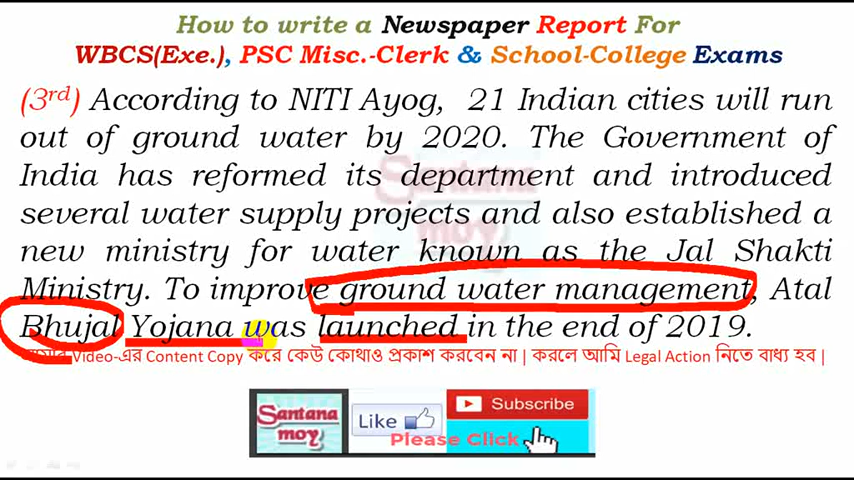 How to write a Newspaper Report For
WBCS(Exe.), PSC Misc.-Clerk & School-College Exams
(3rd) According to NITI Ayog, 21 Indian cities will run
out of ground water by 2020. The Government of
India has reformed its department and introduced
several water supply projects and also established a
new ministry for water known as the Jal Shakti
Ministry. To improve ground water management, Atal
Bhujal Yojana was launched in the end of 2019.
আমার Video-এর Content Copy করে কেউ কোথাও প্রকাশ করবেন না | করলে আমি Legal Action নিতে বাধ্য হব |
Santana
moy
Like
Subscribe
Please Click